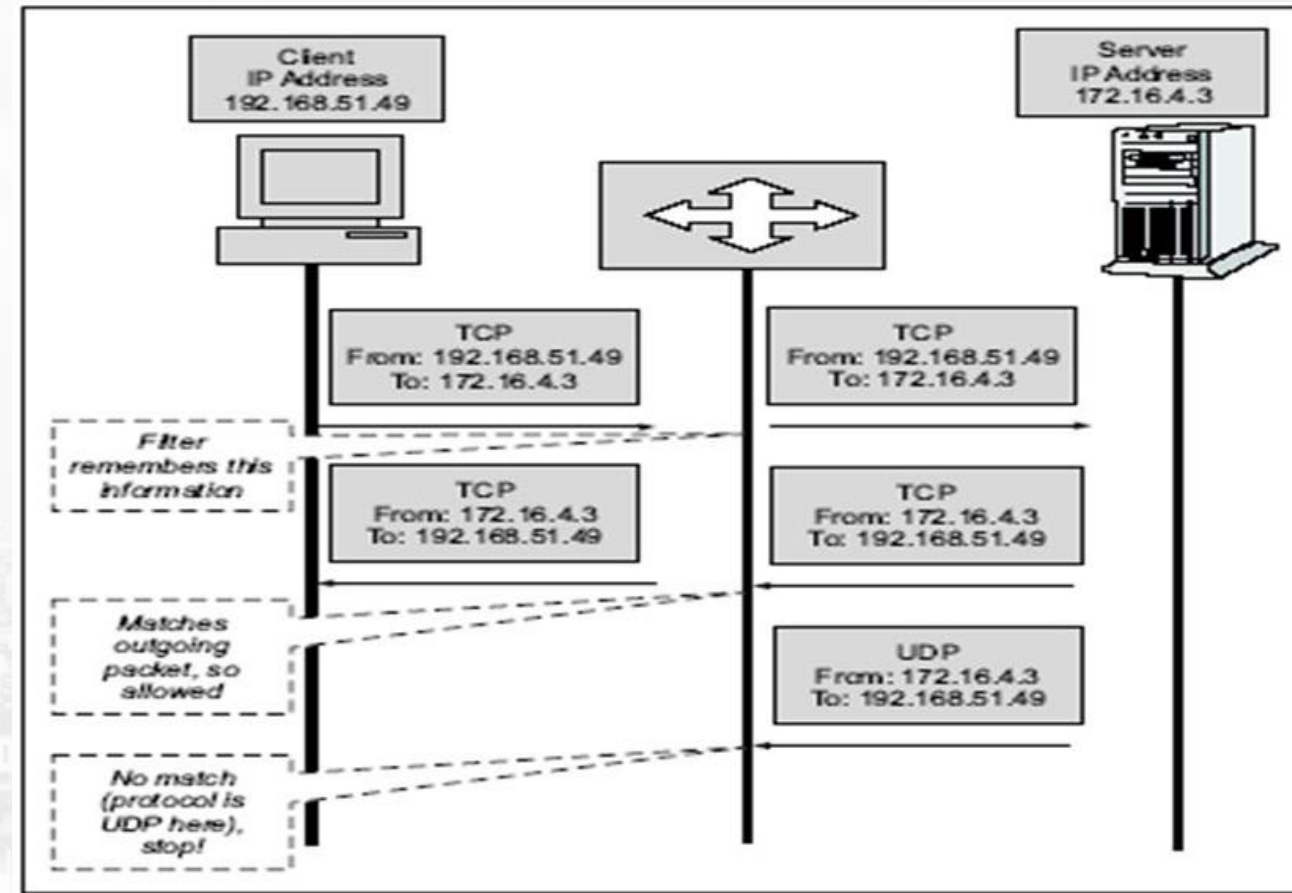 Client
IP Address
192.168.51.49
Server
IP Address
172.16.4.3
TCP
From: 192.168.51.49
To: 172.16.4.3
TCP
From: 192.168.51.49
To: 172.16.4.3
Filter
remembers this
information
TCP
From: 172.16.4.3
To: 192.168.51.49
TCP
From: 172.16.4.3
To: 192.168.51.49
Matches
outgoing
packet, so
allowed
UDP
From: 172.16.4.3
To: 192.168.51.49
No match
(protocol is
UDP here),
stop!